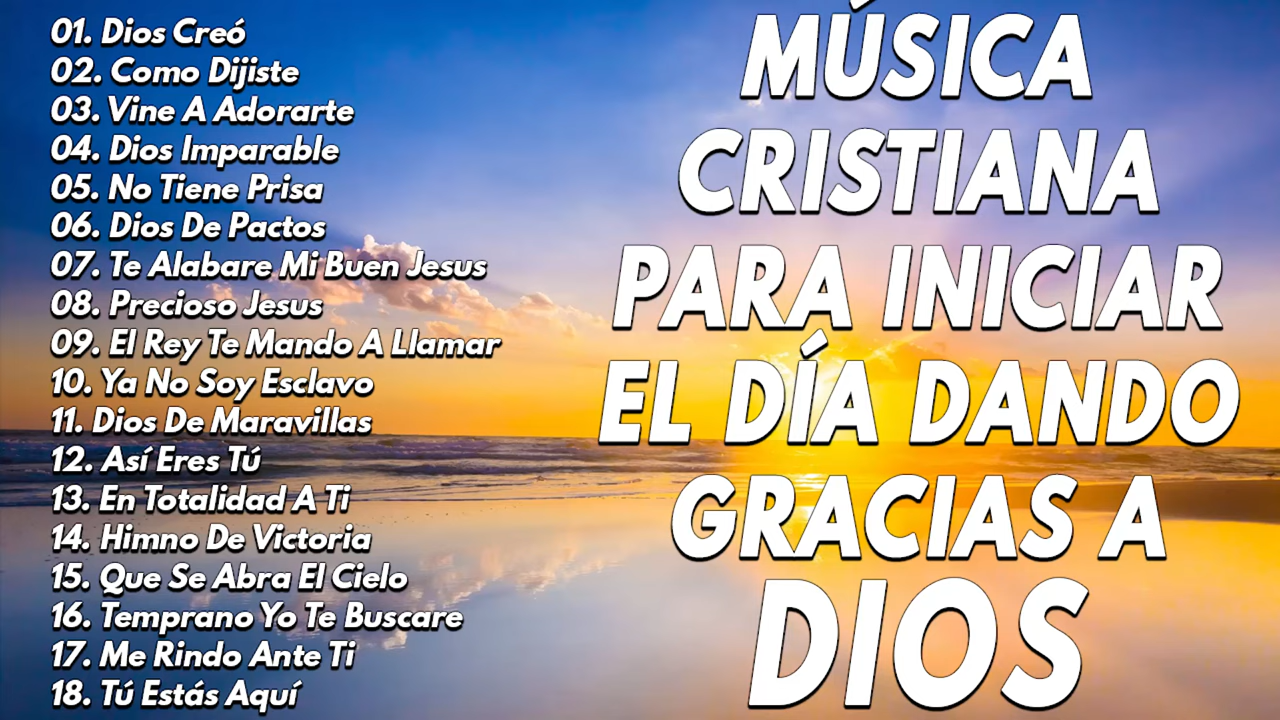 01. Dios Creó
02. Como Dijiste
03. Vine A Adorarte
04. Dios Imparable
05. No Tiene Prisa
06. Dios De Pactos
07. Te Alabare Mi Buen Jesus
08. Precioso Jesus
09. El Rey Te Mando A Llamar
10. Ya No Soy Esclavo
11. Dios De Maravillas
12. Así Eres Tú
13. En Totalidad A Ti
14. Himno De Victoria
15. Que Se Abra El Cielo
16. Temprano Yo Te Buscare
17. Me Rindo Ante Ti
18. Tú Estás Aquí
MÚSICA
CRISTIANA
PARA INICIAR
EL DÍA DANDO
GRACIAS A
DIOS